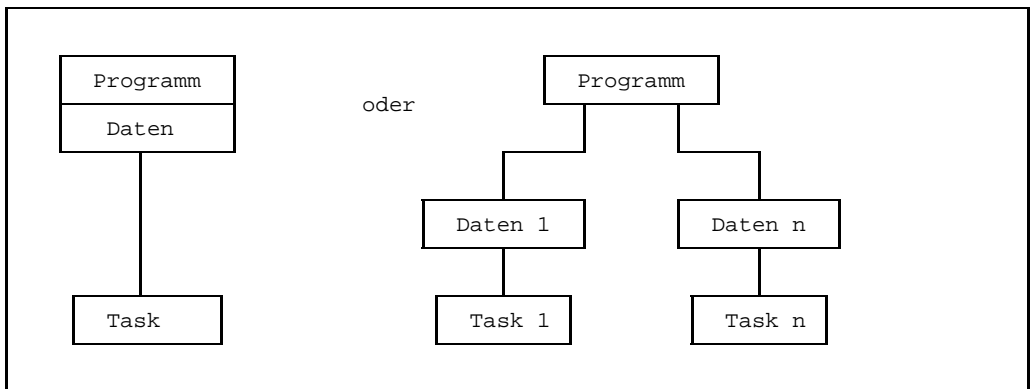 Programm
Daten
Task
oder
Programm
Daten 1
Daten n
Task 1
Task n